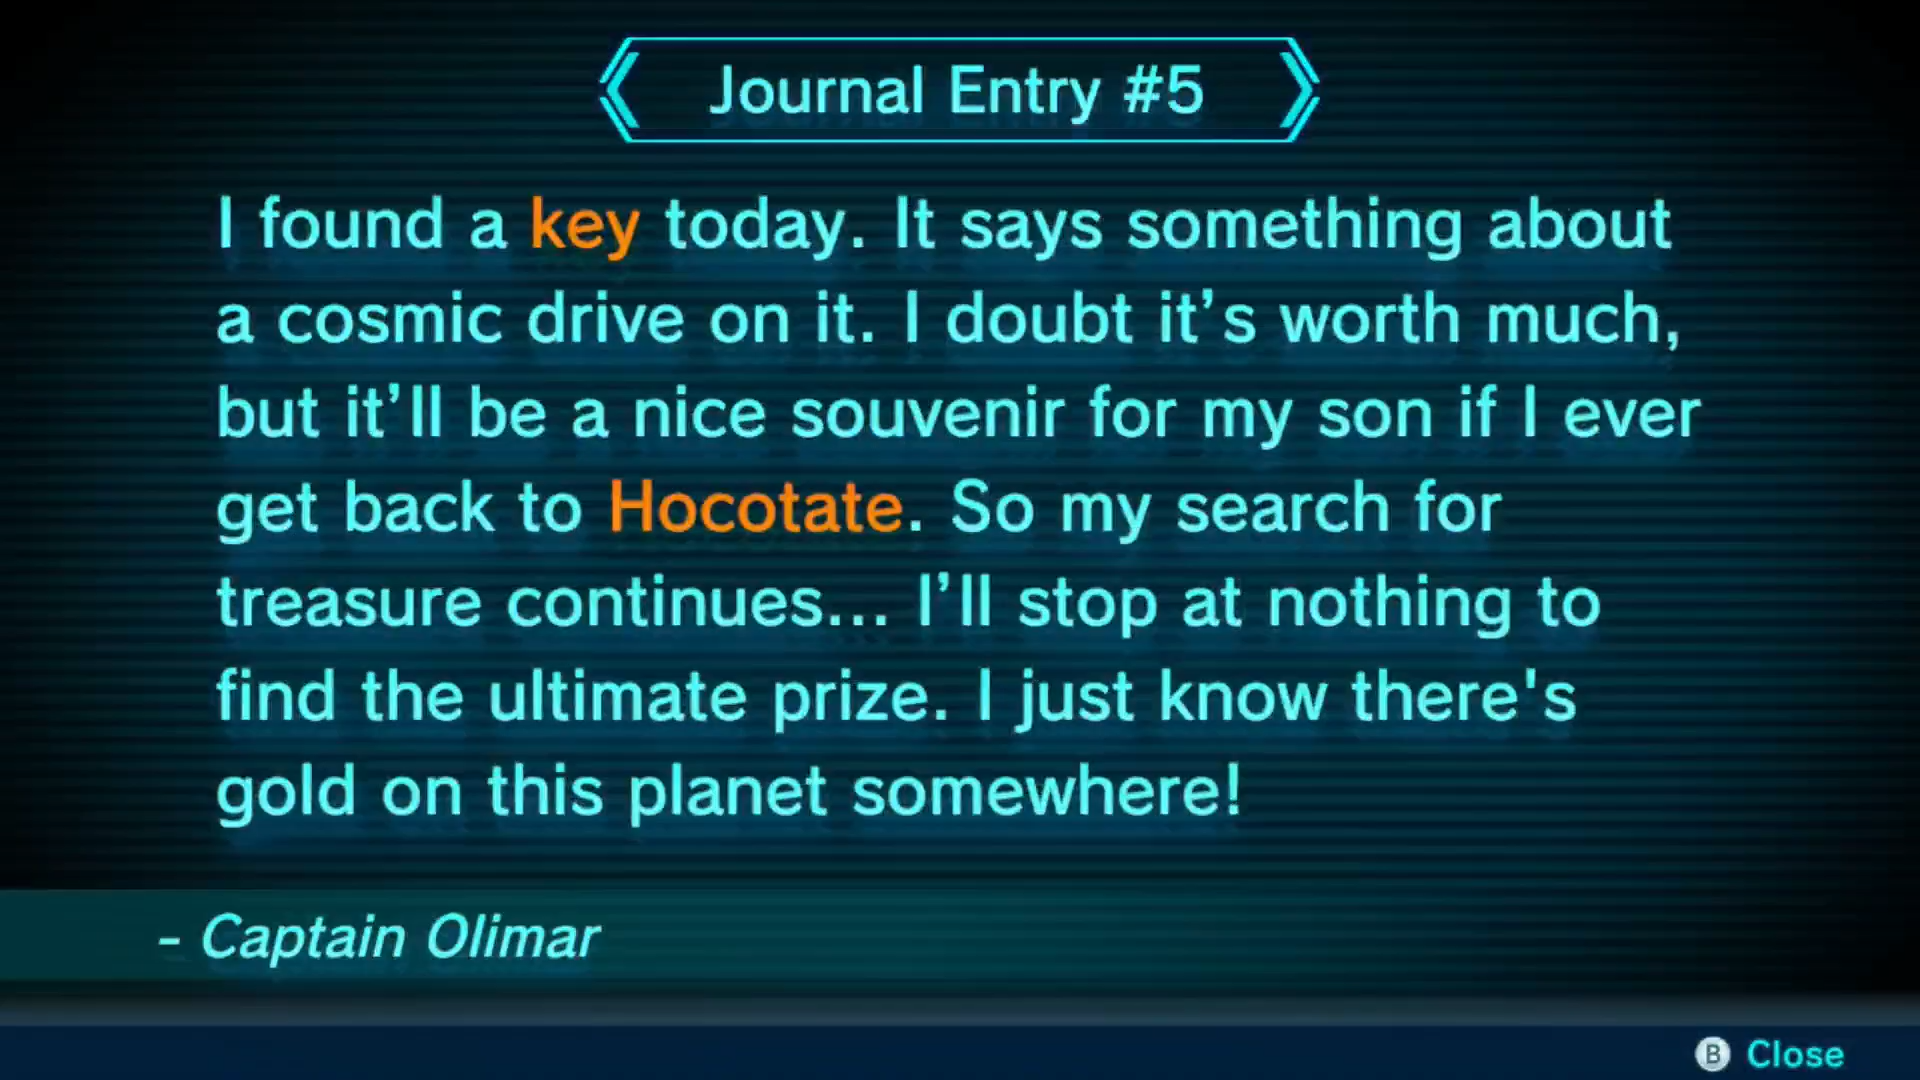 Journal Entry #5
I found a key today. It says something about
a cosmic drive on it. I doubt it’s worth much,
but it’ll be a nice souvenir for my son if I ever
get back to Hocotate. So my search for
treasure continues... I’ll stop at nothing to
find the ultimate prize. I just know there's
gold on this planet somewhere!
- Captain Olimar
B Close